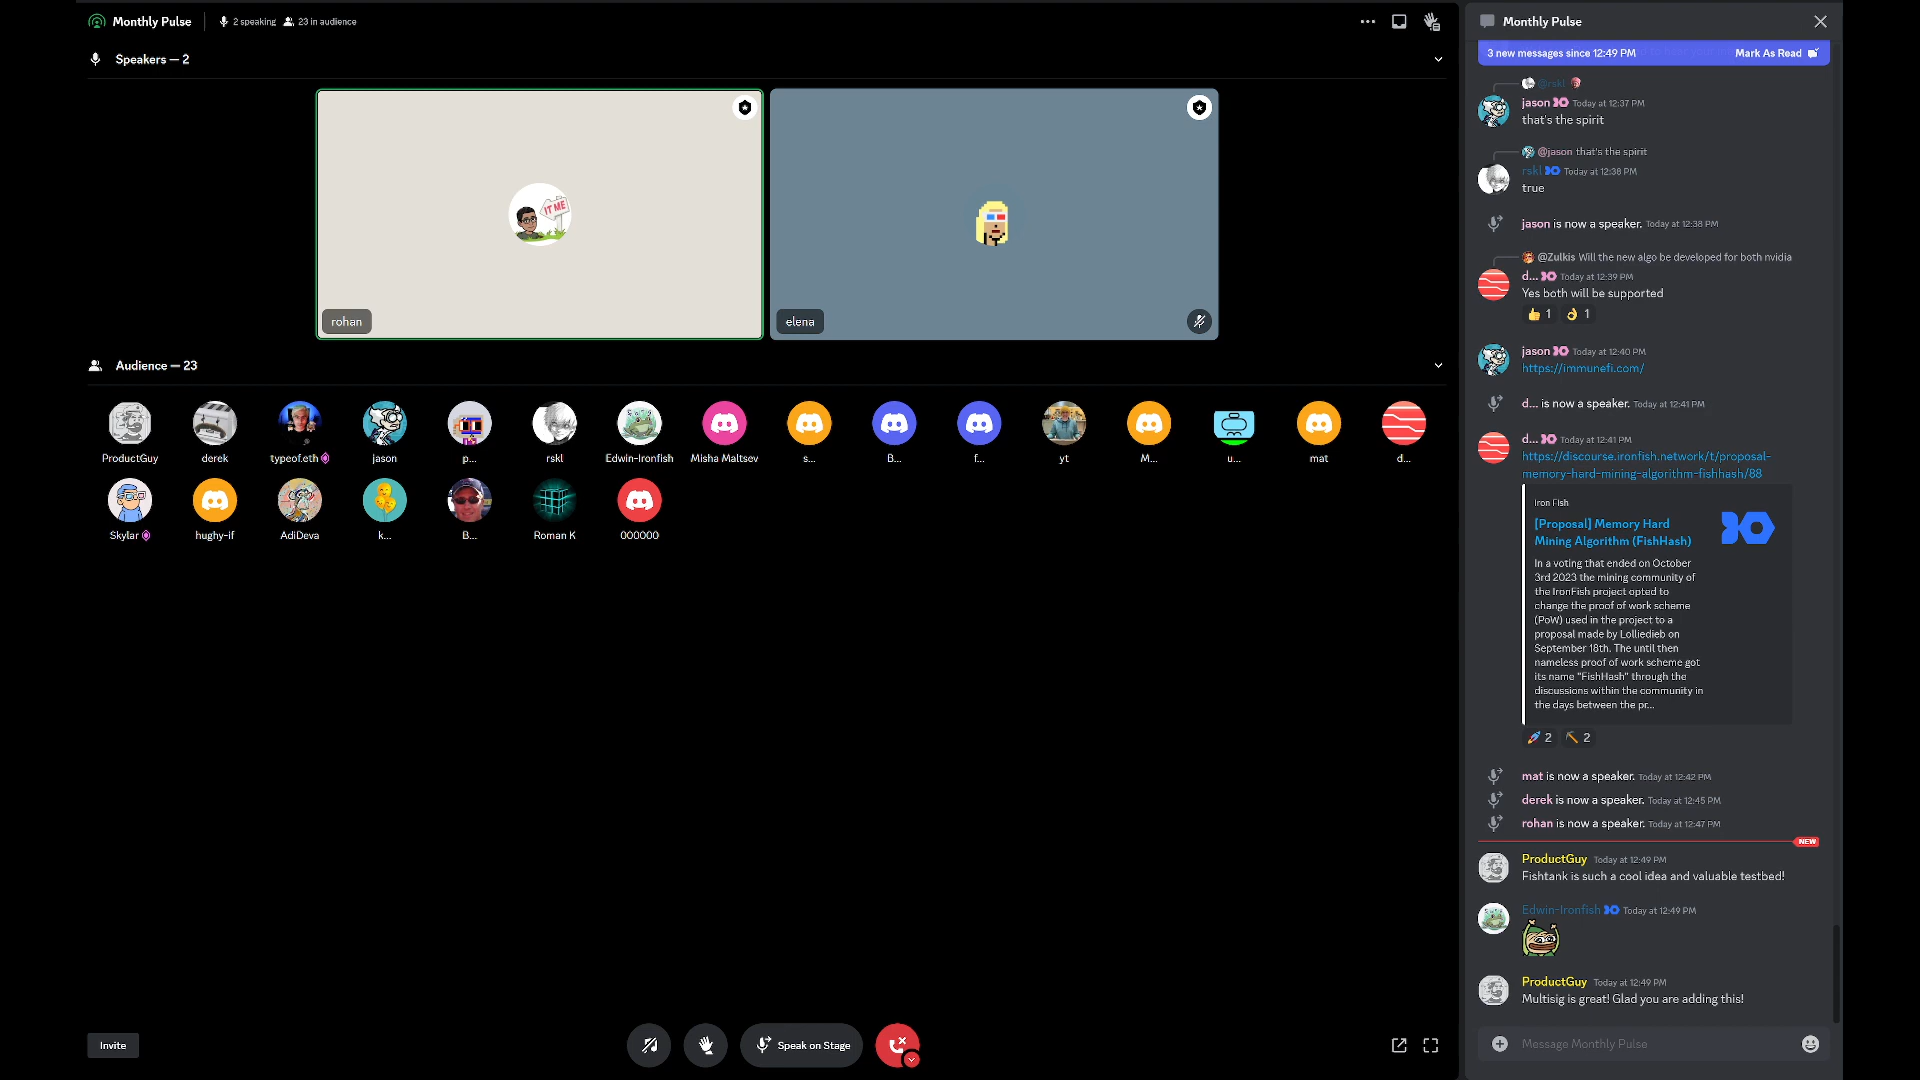 Monthly Pulse
2 speaking 23 in audience
Speakers — 2
IT ME
rohan
elena
Audience — 23
ProductGuy
derek
typeof.eth
jason
p...
rskl
Edwin-Ironfish
Misha Maltsev
s...
B...
f...
yt
M...
u...
mat
d...
Skylar
hughy-if
AdiDeva
k...
B...
Roman K
000000
Invite
Speak on Stage
Monthly Pulse
3 new messages since 12:49 PM
Mark As Read
@rskl
jason Today at 12:37 PM
that's the spirit
@jason that's the spirit
rskl Today at 12:38 PM
true
jason is now a speaker. Today at 12:38 PM
@Zulkis Will the new algo be developed for both nvidia
d... Today at 12:39 PM
Yes both will be supported
1 1
jason Today at 12:40 PM
https://immunefi.com/
d... is now a speaker. Today at 12:41 PM
d... Today at 12:41 PM
https://discourse.ironfish.network/t/proposal-
memory-hard-mining-algorithm-fishhash/88
Iron Fish
[Proposal] Memory Hard
Mining Algorithm (FishHash)
In a voting that ended on October
3rd 2023 the mining community of
the IronFish project opted to
change the proof of work scheme
(PoW) used in the project to a
proposal made by Lolliedieb on
September 18th. The until then
nameless proof of work scheme got
its name "FishHash" through the
discussions within the community in
the days between the pr...
2 2
mat is now a speaker. Today at 12:42 PM
derek is now a speaker. Today at 12:45 PM
rohan is now a speaker. Today at 12:47 PM
NEW
ProductGuy Today at 12:49 PM
Fishtank is such a cool idea and valuable testbed!
Edwin-Ironfish Today at 12:49 PM
ProductGuy Today at 12:49 PM
Multisig is great! Glad you are adding this!
Message Monthly Pulse